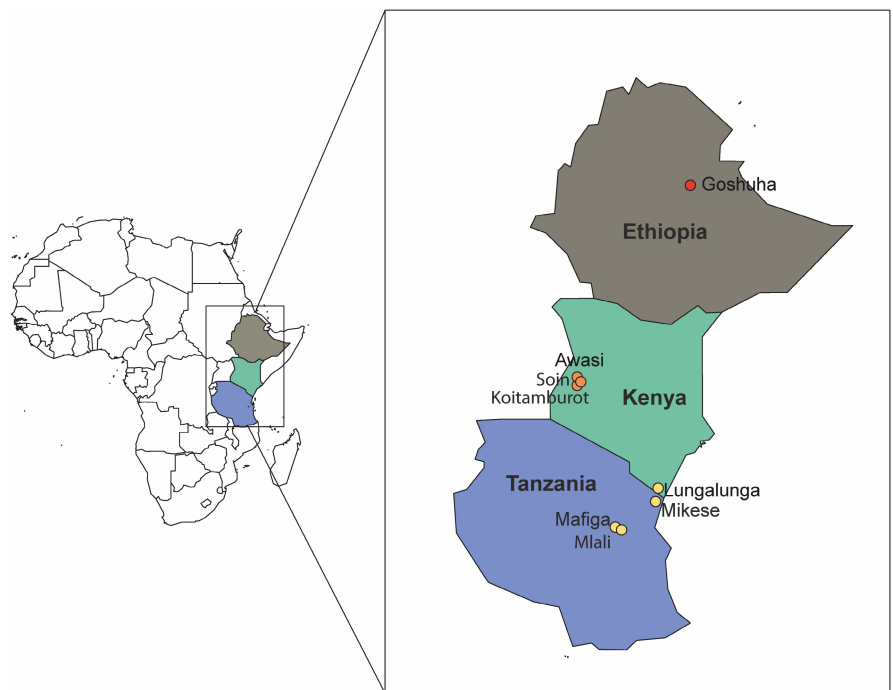 Goshuha
Ethiopia
Awasi
Soin
Koitamburot
Kenya
Tanzania
Lungalunga
Mikese
Mafiga
Mlali